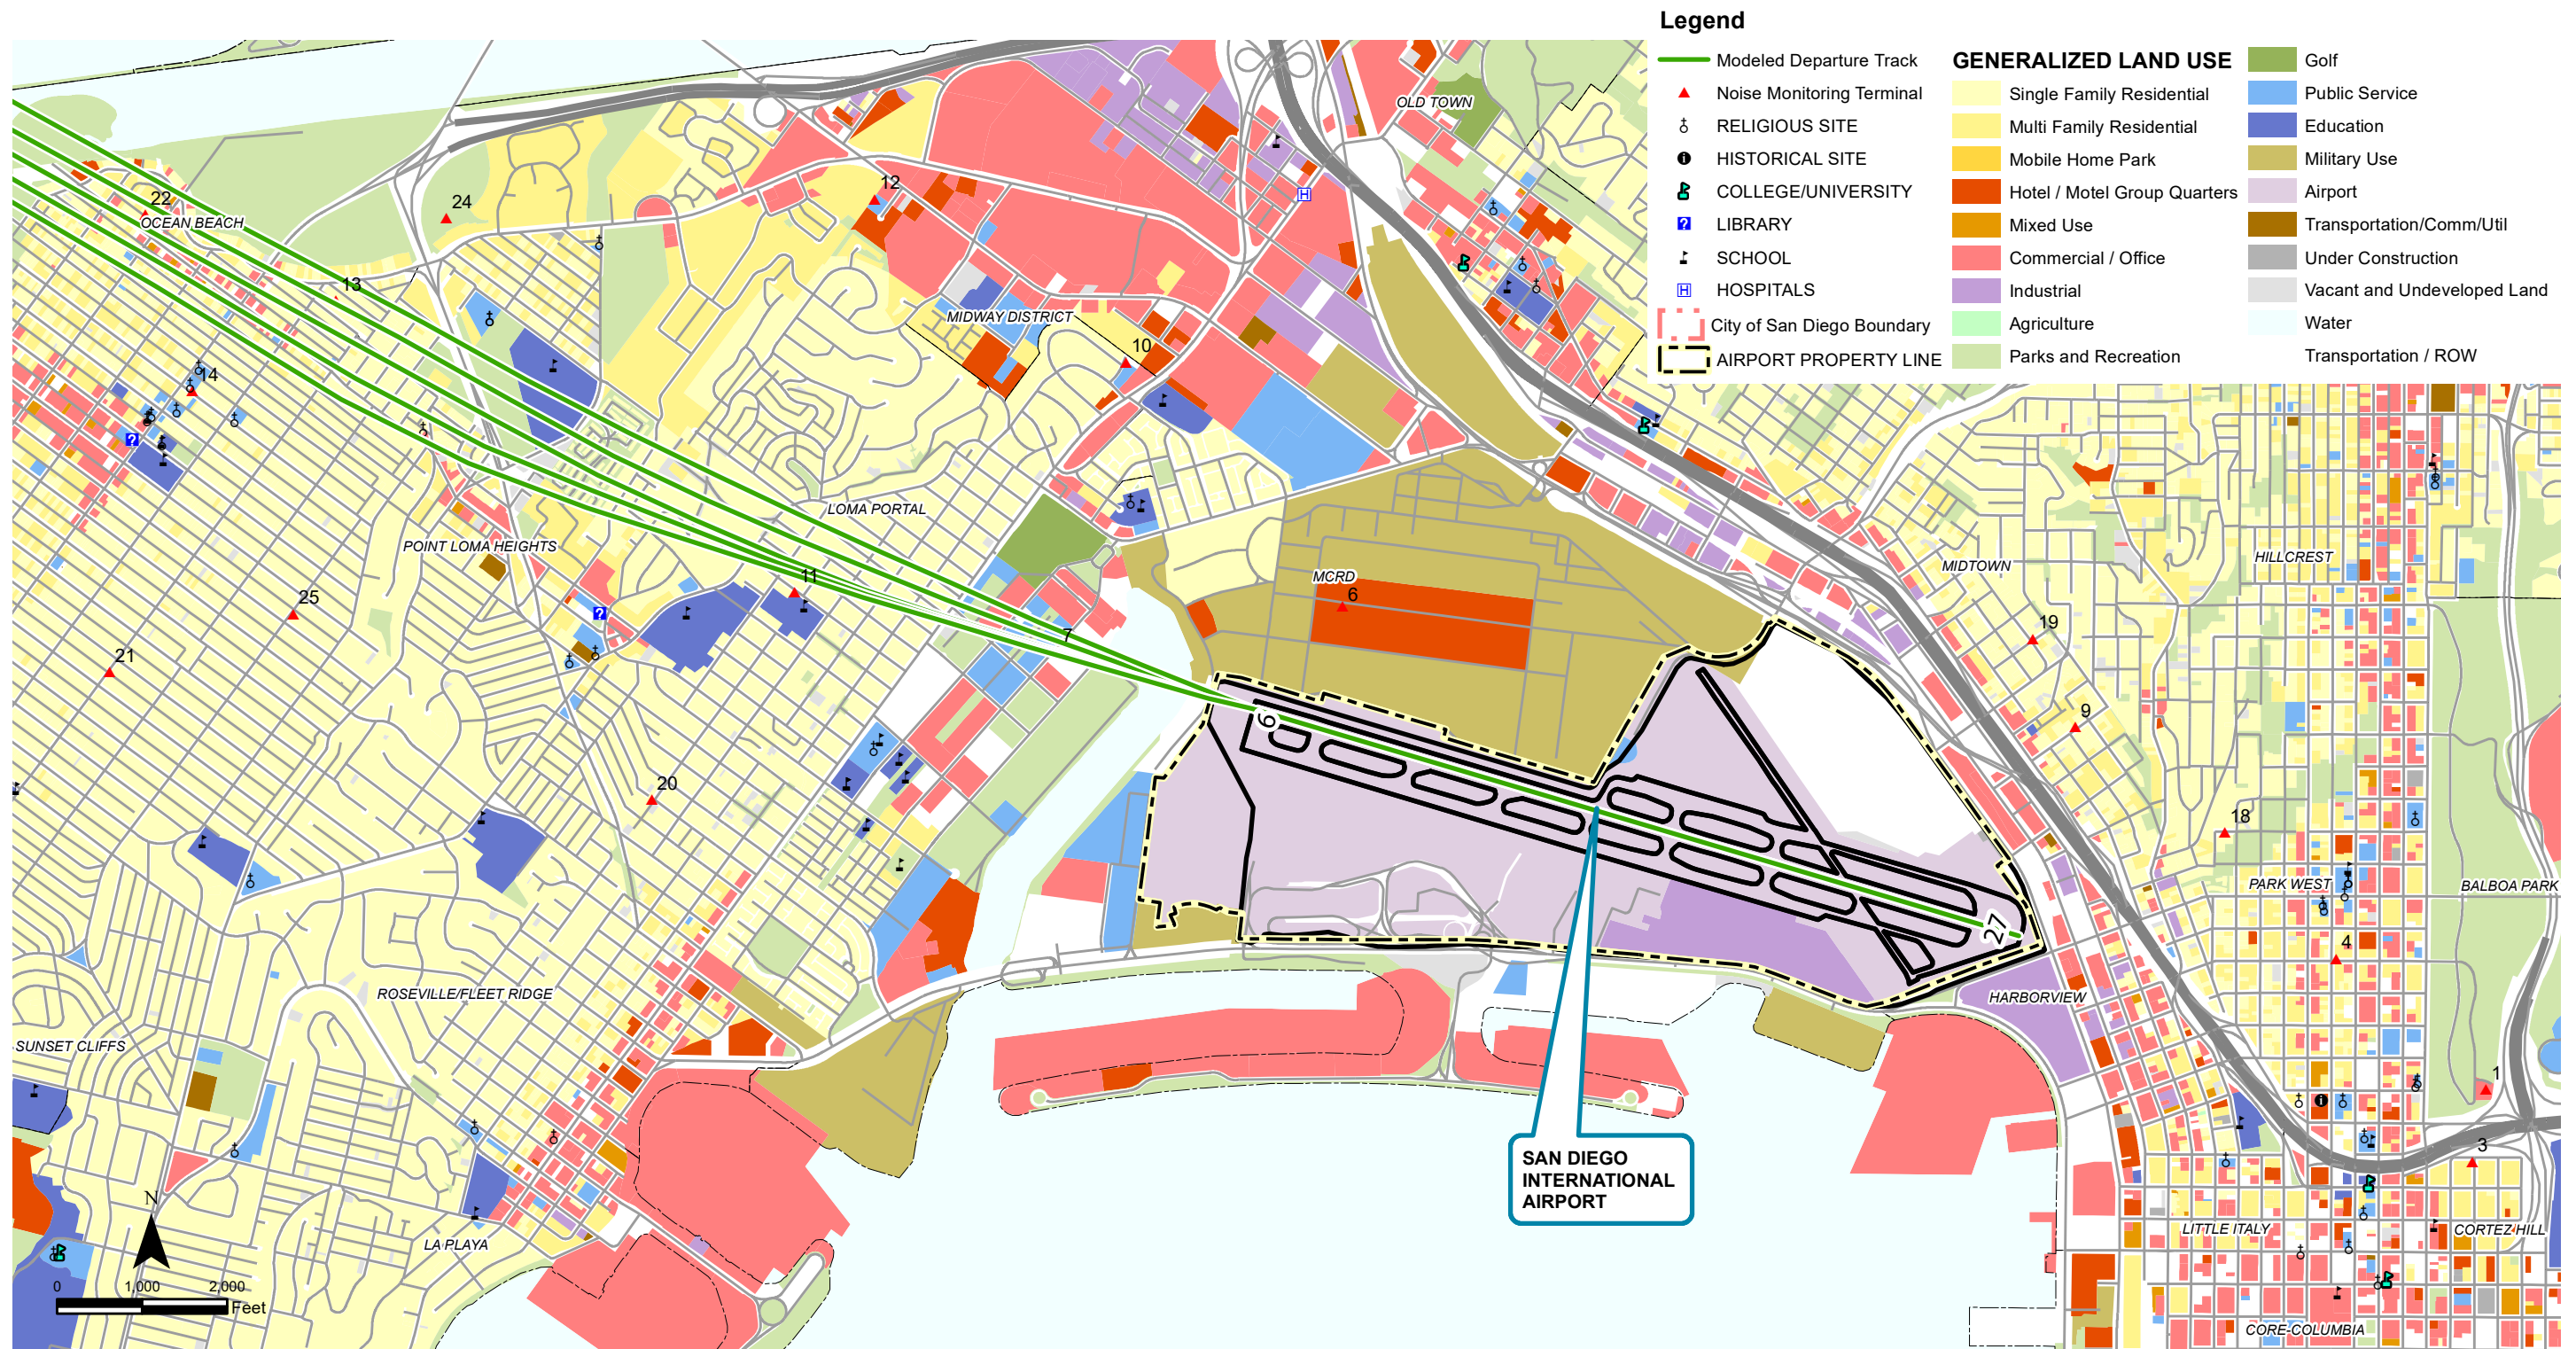 Legend
Modeled Departure Track
Noise Monitoring Terminal
RELIGIOUS SITE
HISTORICAL SITE
COLLEGE/UNIVERSITY
LIBRARY
SCHOOL
HOSPITALS
City of San Diego Boundary
AIRPORT PROPERTY LINE
GENERALIZED LAND USE
Single Family Residential
Multi Family Residential
Mobile Home Park
Hotel / Motel Group Quarters
Mixed Use
Commercial / Office
Industrial
Agriculture
Parks and Recreation
Golf
Public Service
Education
Military Use
Airport
Transportation/Comm/Util
Under Construction
Vacant and Undeveloped Land
Water
Transportation / ROW
OLD TOWN
12
22
24
OCEAN BEACH
13
MIDWAY DISTRICT
10
14
LOMA PORTAL
POINT LOMA HEIGHTS
HILLCREST
MIDTOWN
MCRD
6
11
25
7
19
21
9
9
20
18
27
PARK WEST
BALBOA PARK
4
ROSEVILLE/FLEET RIDGE
HARBORVIEW
SUNSET CLIFFS
1
3
SAN DIEGO
INTERNATIONAL
AIRPORT
N
LA PLAYA
LITTLE ITALY
CORTEZ HILL
0 1,000 2,000
Feet
CORE-COLUMBIA